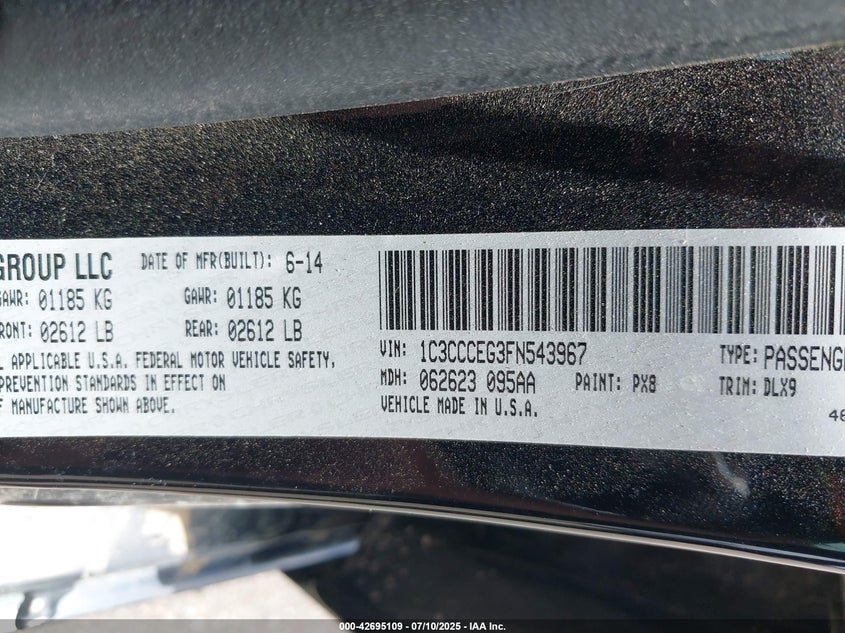 GROUP LLC DATE OF MFR(BUILT): 6-14
GAWR: 01185 KG GAWR: 01185 KG
FRONT: 02612 LB REAR: 02612 LB
APPLICABLE U.S.A. FEDERAL MOTOR VEHICLE SAFETY,
PREVENTION STANDARDS IN EFFECT ON
MANUFACTURE SHOWN ABOVE.
VIN: 1C3CCCEG3FN543967 TYPE: PASSENG
MDH: 062623 095AA PAINT: PX8 TRIM: DLX9
VEHICLE MADE IN U.S.A.
000-42695109 - 07/10/2025 - IAA Inc.